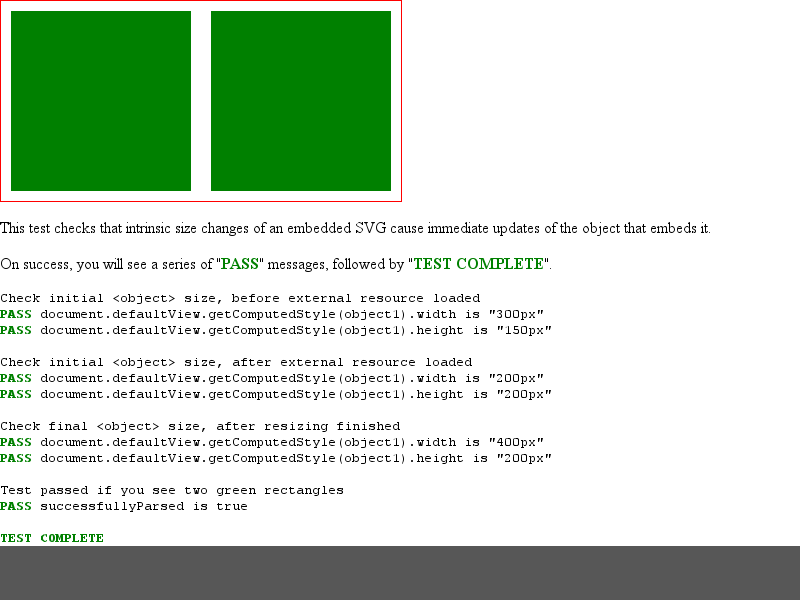 This test checks that intrinsic size changes of an embedded SVG cause immediate updates of the object that embeds it.
On success, you will see a series of "PASS" messages, followed by "TEST COMPLETE".
Check initial <object> size, before external resource loaded
PASS document.defaultView.getComputedStyle(object1).width is "300px"
PASS document.defaultView.getComputedStyle(object1).height is "150px"
Check initial <object> size, after external resource loaded
PASS document.defaultView.getComputedStyle(object1).width is "200px"
PASS document.defaultView.getComputedStyle(object1).height is "200px"
Check final <object> size, after resizing finished
PASS document.defaultView.getComputedStyle(object1).width is "400px"
PASS document.defaultView.getComputedStyle(object1).height is "200px"
Test passed if you see two green rectangles
PASS successfullyParsed is true
TEST COMPLETE